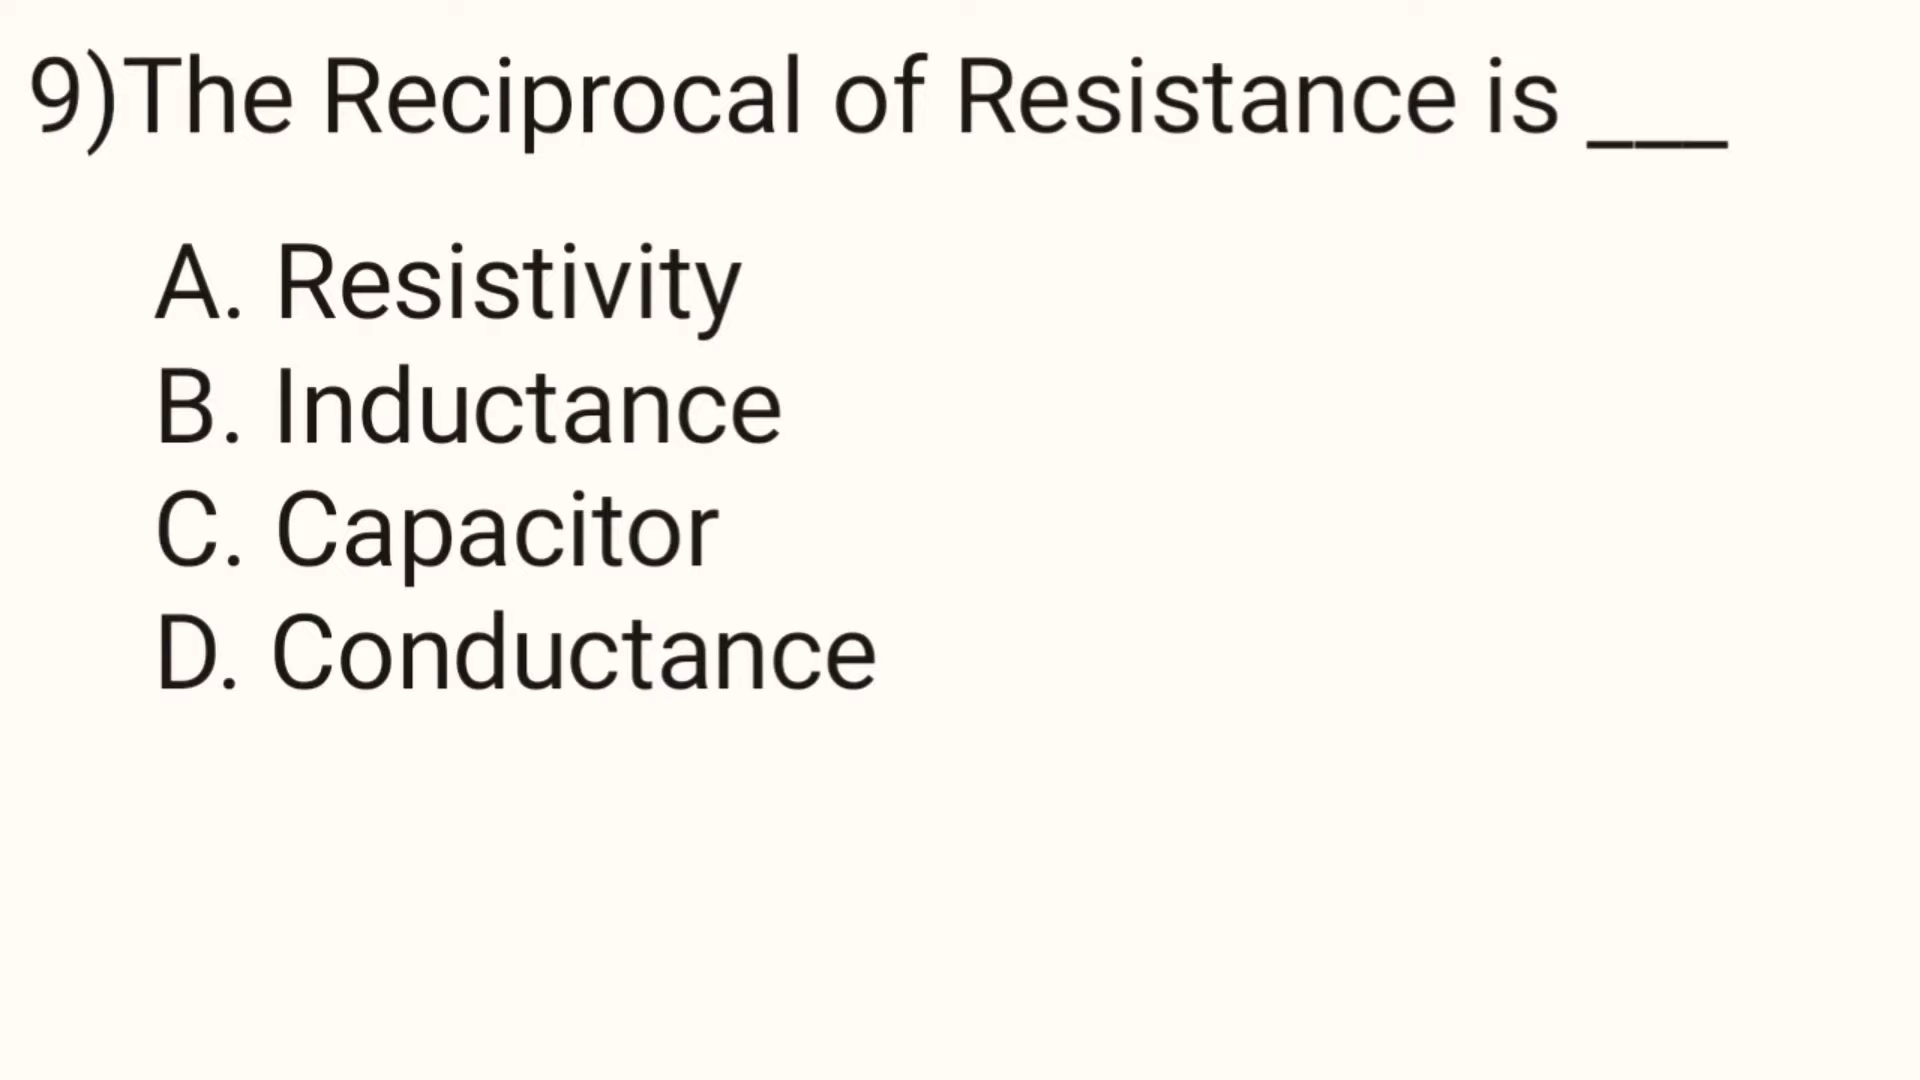 9)The Reciprocal of Resistance is ___
A. Resistivity
B. Inductance
C. Capacitor
D. Conductance